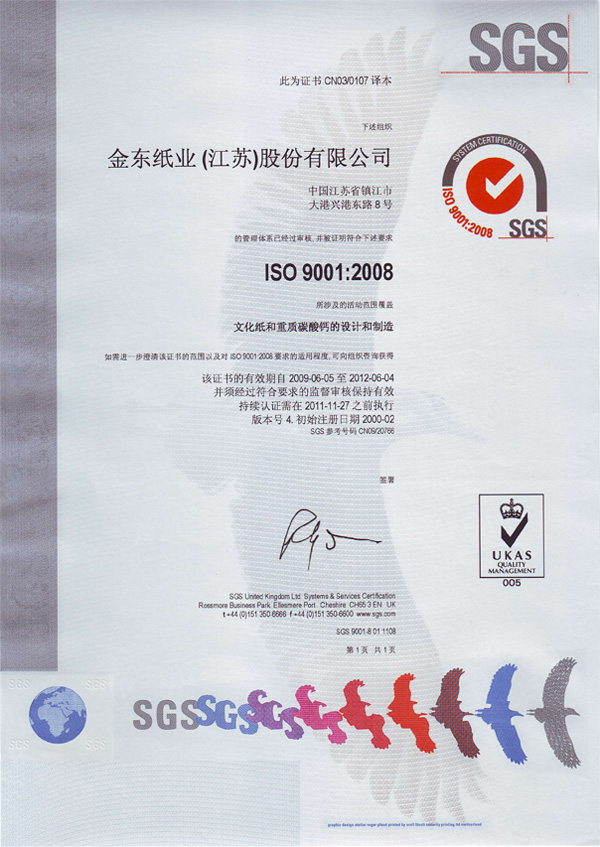 SGS
此为证书 CN03/0107 译本
下述组织
金东纸业 (江苏)股份有限公司
中国江苏省镇江市
大港兴港东路 8 号
SYSTEM CERTIFICATION
ISO 9001:2008
SGS
的管理体系已经过审核, 并被证明符合下述要求
ISO 9001:2008
所涉及的活动范围覆盖
文化纸和重质碳酸钙的设计和制造
如需进一步澄清该证书的范围以及对 ISO 9001:2008 要求的适用程度, 可向组织咨询获得
该证书的有效期自 2009-06-05 至 2012-06-04
并须经过符合要求的监督审核保持有效
持续认证需在 2011-11-27 之前执行
版本号 4. 初始注册日期 2000-02
SGS 参考号码 CN09/20766
签署
UKAS
QUALITY
MANAGEMENT
005
SGS United Kingdom Ltd Systems & Services Certification
Rossmore Business Park Ellesmere Port Cheshire CH65 3 EN UK
t +44 (0)151 350-6666 f +44 (0)151 350-6600 www.sgs.com
SGS 9001-8 01 1108
第 1 页 共 1 页
SGS SGS
SGS SGS
SGS SGS SGS